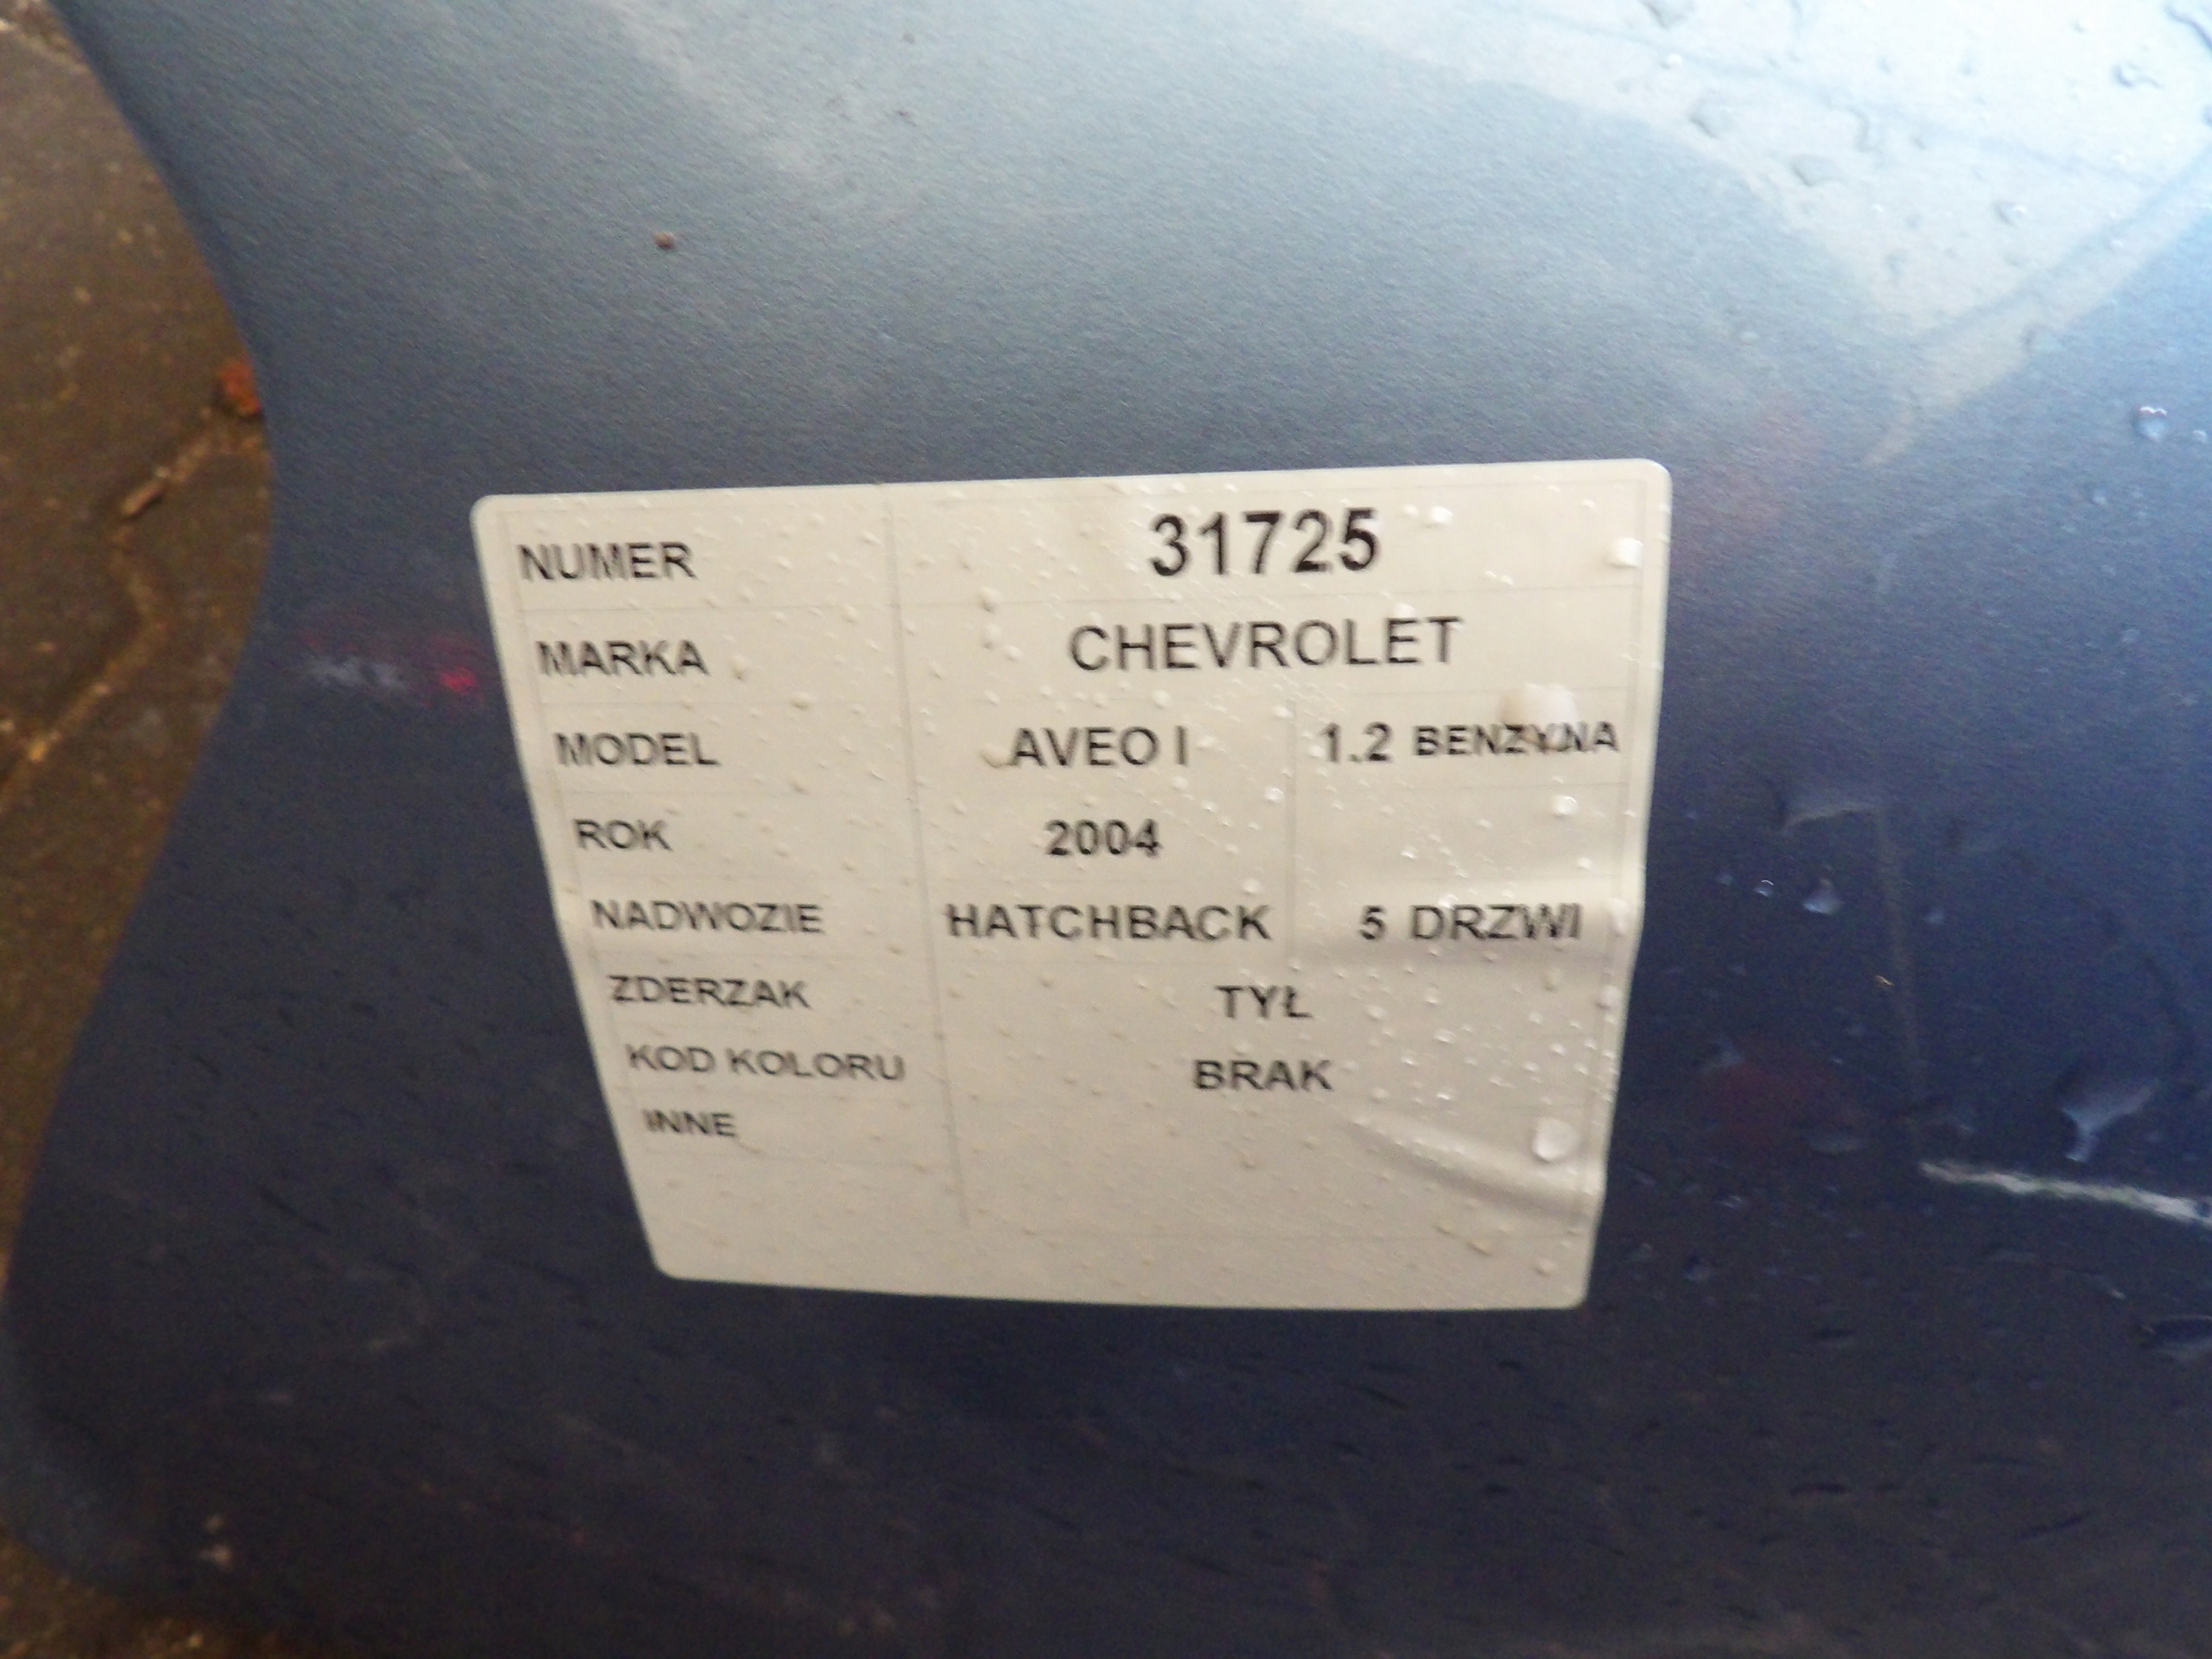 NUMER 31725
MARKA CHEVROLET
MODEL AVEO I 1.2 BENZYNA
ROK 2004
NADWOZIE HATCHBACK 5 DRZWI
ZDERZAK TYŁ
KOD KOLORU BRAK
INNE